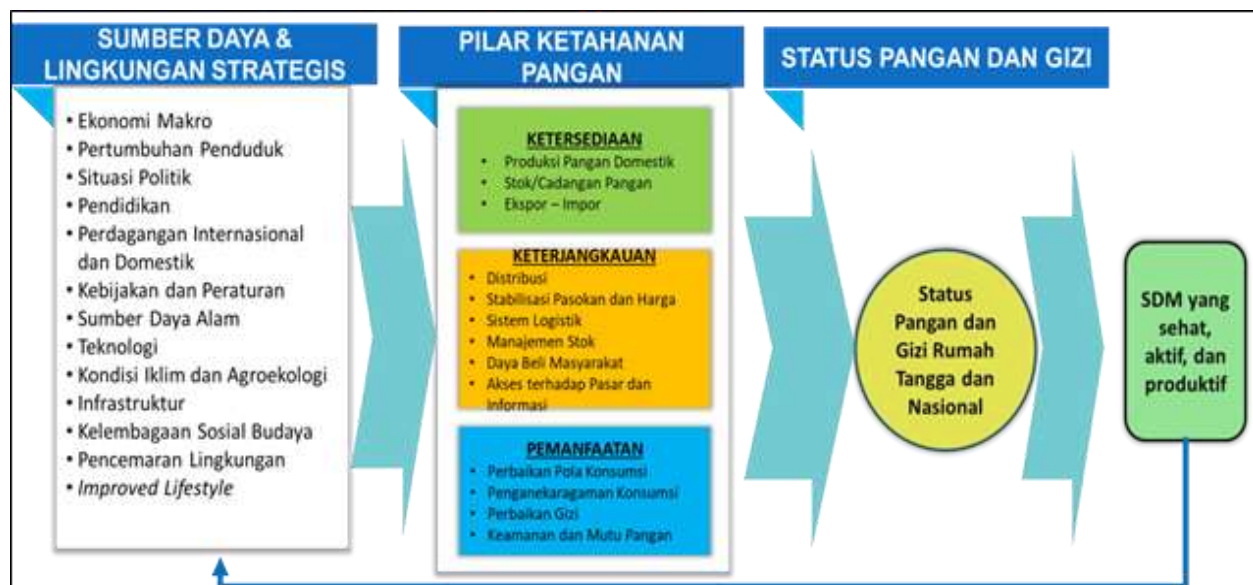 SUMBER DAYA &
LINGKUNGAN STRATEGIS
• Ekonomi Makro
• Pertumbuhan Penduduk
• Situasi Politik
• Pendidikan
• Perdagangan Internasional
dan Domestik
• Kebijakan dan Peraturan
• Sumber Daya Alam
• Teknologi
• Kondisi Iklim dan Agroekologi
• Infrastruktur
• Kelembagaan Sosial Budaya
• Pencemaran Lingkungan
• Improved Lifestyle
PILAR KETAHANAN
PANGAN
KETERSEDIAAN
• Produksi Pangan Domestik
• Stok/Cadangan Pangan
• Ekspor – Impor
KETERJANGKAUAN
• Distribusi
• Stabilisasi Pasokan dan Harga
• Sistem Logistik
• Manajemen Stok
• Daya Beli Masyarakat
• Akses terhadap Pasar dan
Informasi
PEMANFAATAN
• Perbaikan Pola Konsumsi
• Penganekaragaman Konsumsi
• Perbaikan Gizi
• Keamanan dan Mutu Pangan
STATUS PANGAN DAN GIZI
Status
Pangan dan
Gizi Rumah
Tangga dan
Nasional
SDM yang
sehat,
aktif, dan
produktif